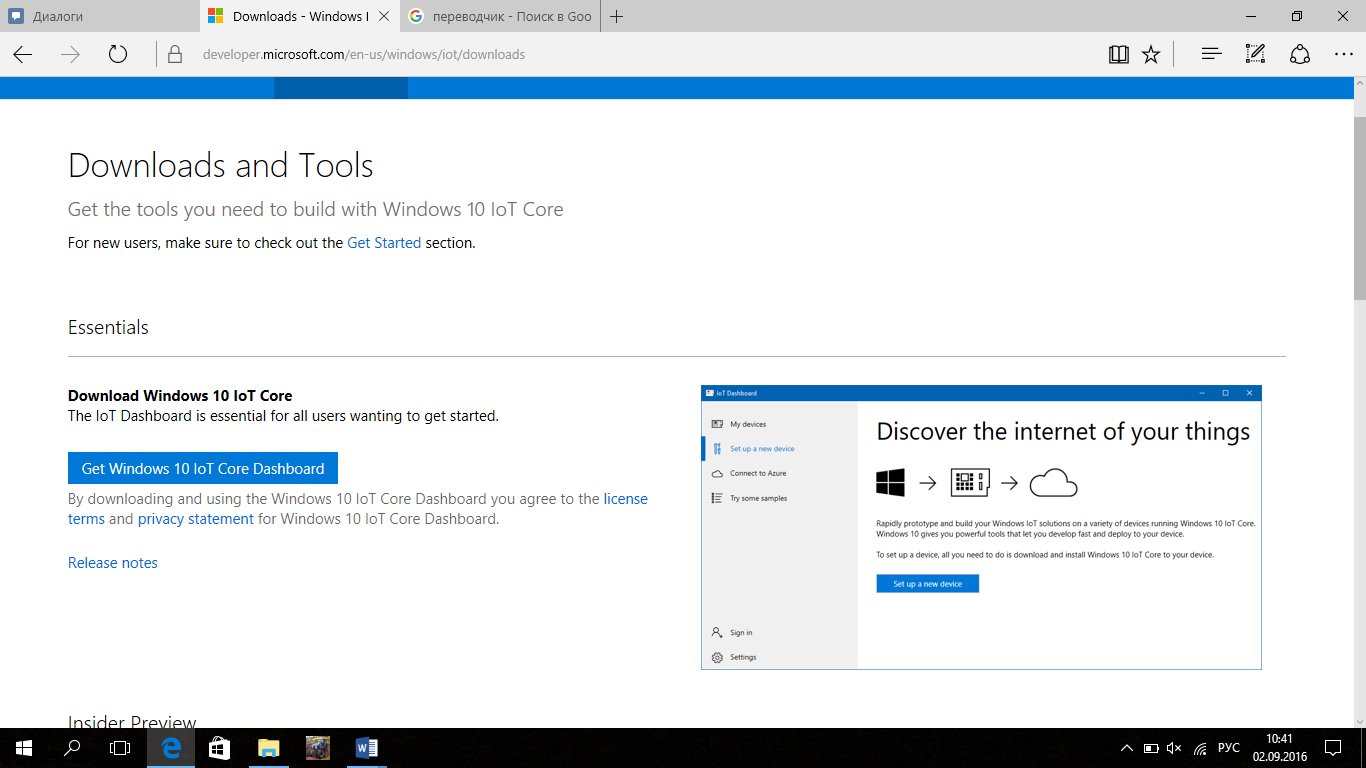 Диалоги
Downloads - Windows I
переводчик - Поиск в Goo
developer.microsoft.com/en-us/windows/iot/downloads
Downloads and Tools
Get the tools you need to build with Windows 10 IoT Core
For new users, make sure to check out the Get Started section.
Essentials
Download Windows 10 IoT Core
The IoT Dashboard is essential for all users wanting to get started.
Get Windows 10 IoT Core Dashboard
By downloading and using the Windows 10 IoT Core Dashboard you agree to the license
terms and privacy statement for Windows 10 IoT Core Dashboard.
Release notes
IoT Dashboard
My devices
Set up a new device
Connect to Azure
Try some samples
Sign in
Settings
Discover the internet of your things
Rapidly prototype and build your Windows IoT solutions on a variety of devices running Windows 10 IoT Core.
Windows 10 gives you powerful tools that let you develop fast and deploy to your device.
To set up a device, all you need to do is download and install Windows 10 IoT Core to your device.
Set up a new device
Insider Preview
РУС
10:41
02.09.2016